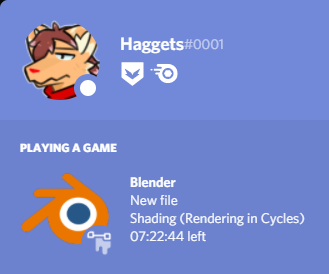 Haggets#0001
PLAYING A GAME
Blender
New file
Shading (Rendering in Cycles)
07:22:44 left